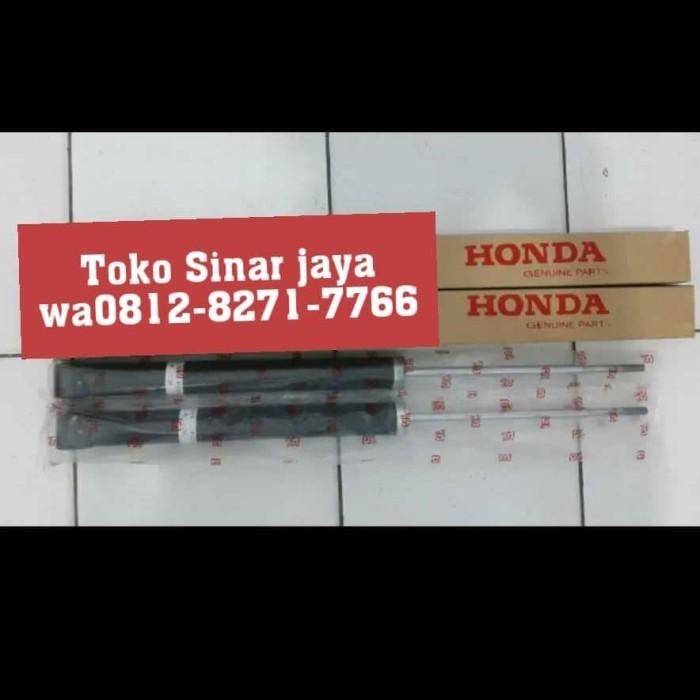 Toko Sinar jaya
wa0812-8271-7766
HONDA
GENUINE PARTS
HONDA
GENUINE PARTS